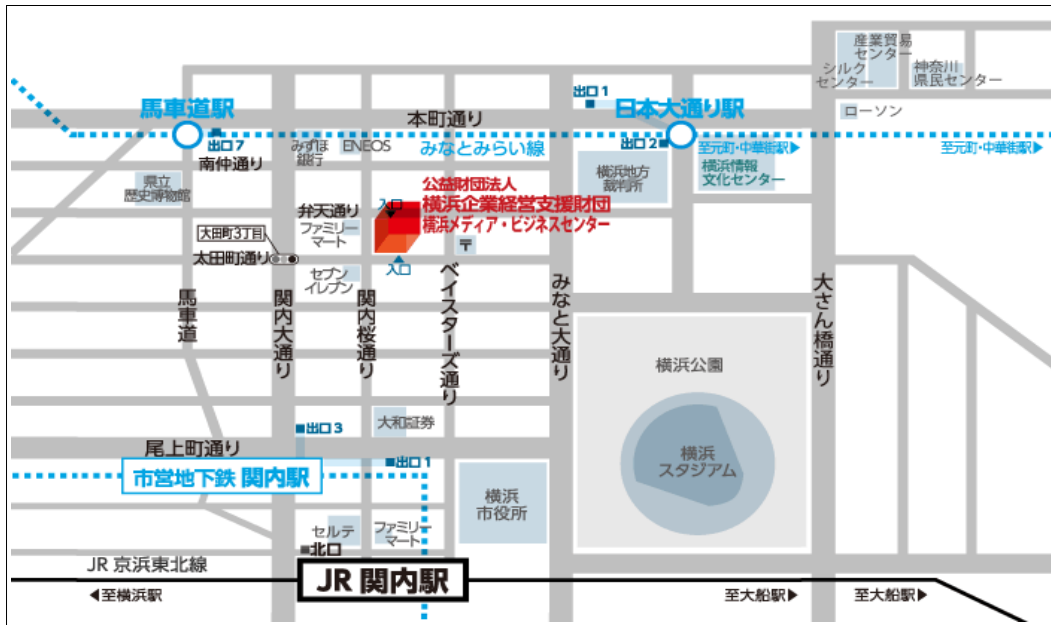 産業貿易
センター
シルク
センター
神奈川
県民センター
出口1
馬車道駅
日本大通り駅
ローソン
本町通り
出口7
みずほ
銀行
ENEOS
みなとみらい線
出口2
至元町・中華街駅▶
至元町・中華街駅▶
南仲通り
横浜地方
裁判所
横浜情報
文化センター
県立
歴史博物館
公益財団法人
横浜企業経営支援財団
横浜メディア・ビジネスセンター
入口
弁天通り
ファミリー
マート
大田町3丁目
太田町通り
〒
入口
セブン
イレブン
馬車道
関内大通り
関内桜通り
ベイスターズ通り
みなと大通り
大さん橋通り
横浜公園
横浜
スタジアム
大和証券
出口3
尾上町通り
出口1
市営地下鉄 関内駅
横浜
市役所
セルテ
ファミリー
マート
北口
JR 京浜東北線
JR 関内駅
◀至横浜駅
至大船駅▶
至大船駅▶